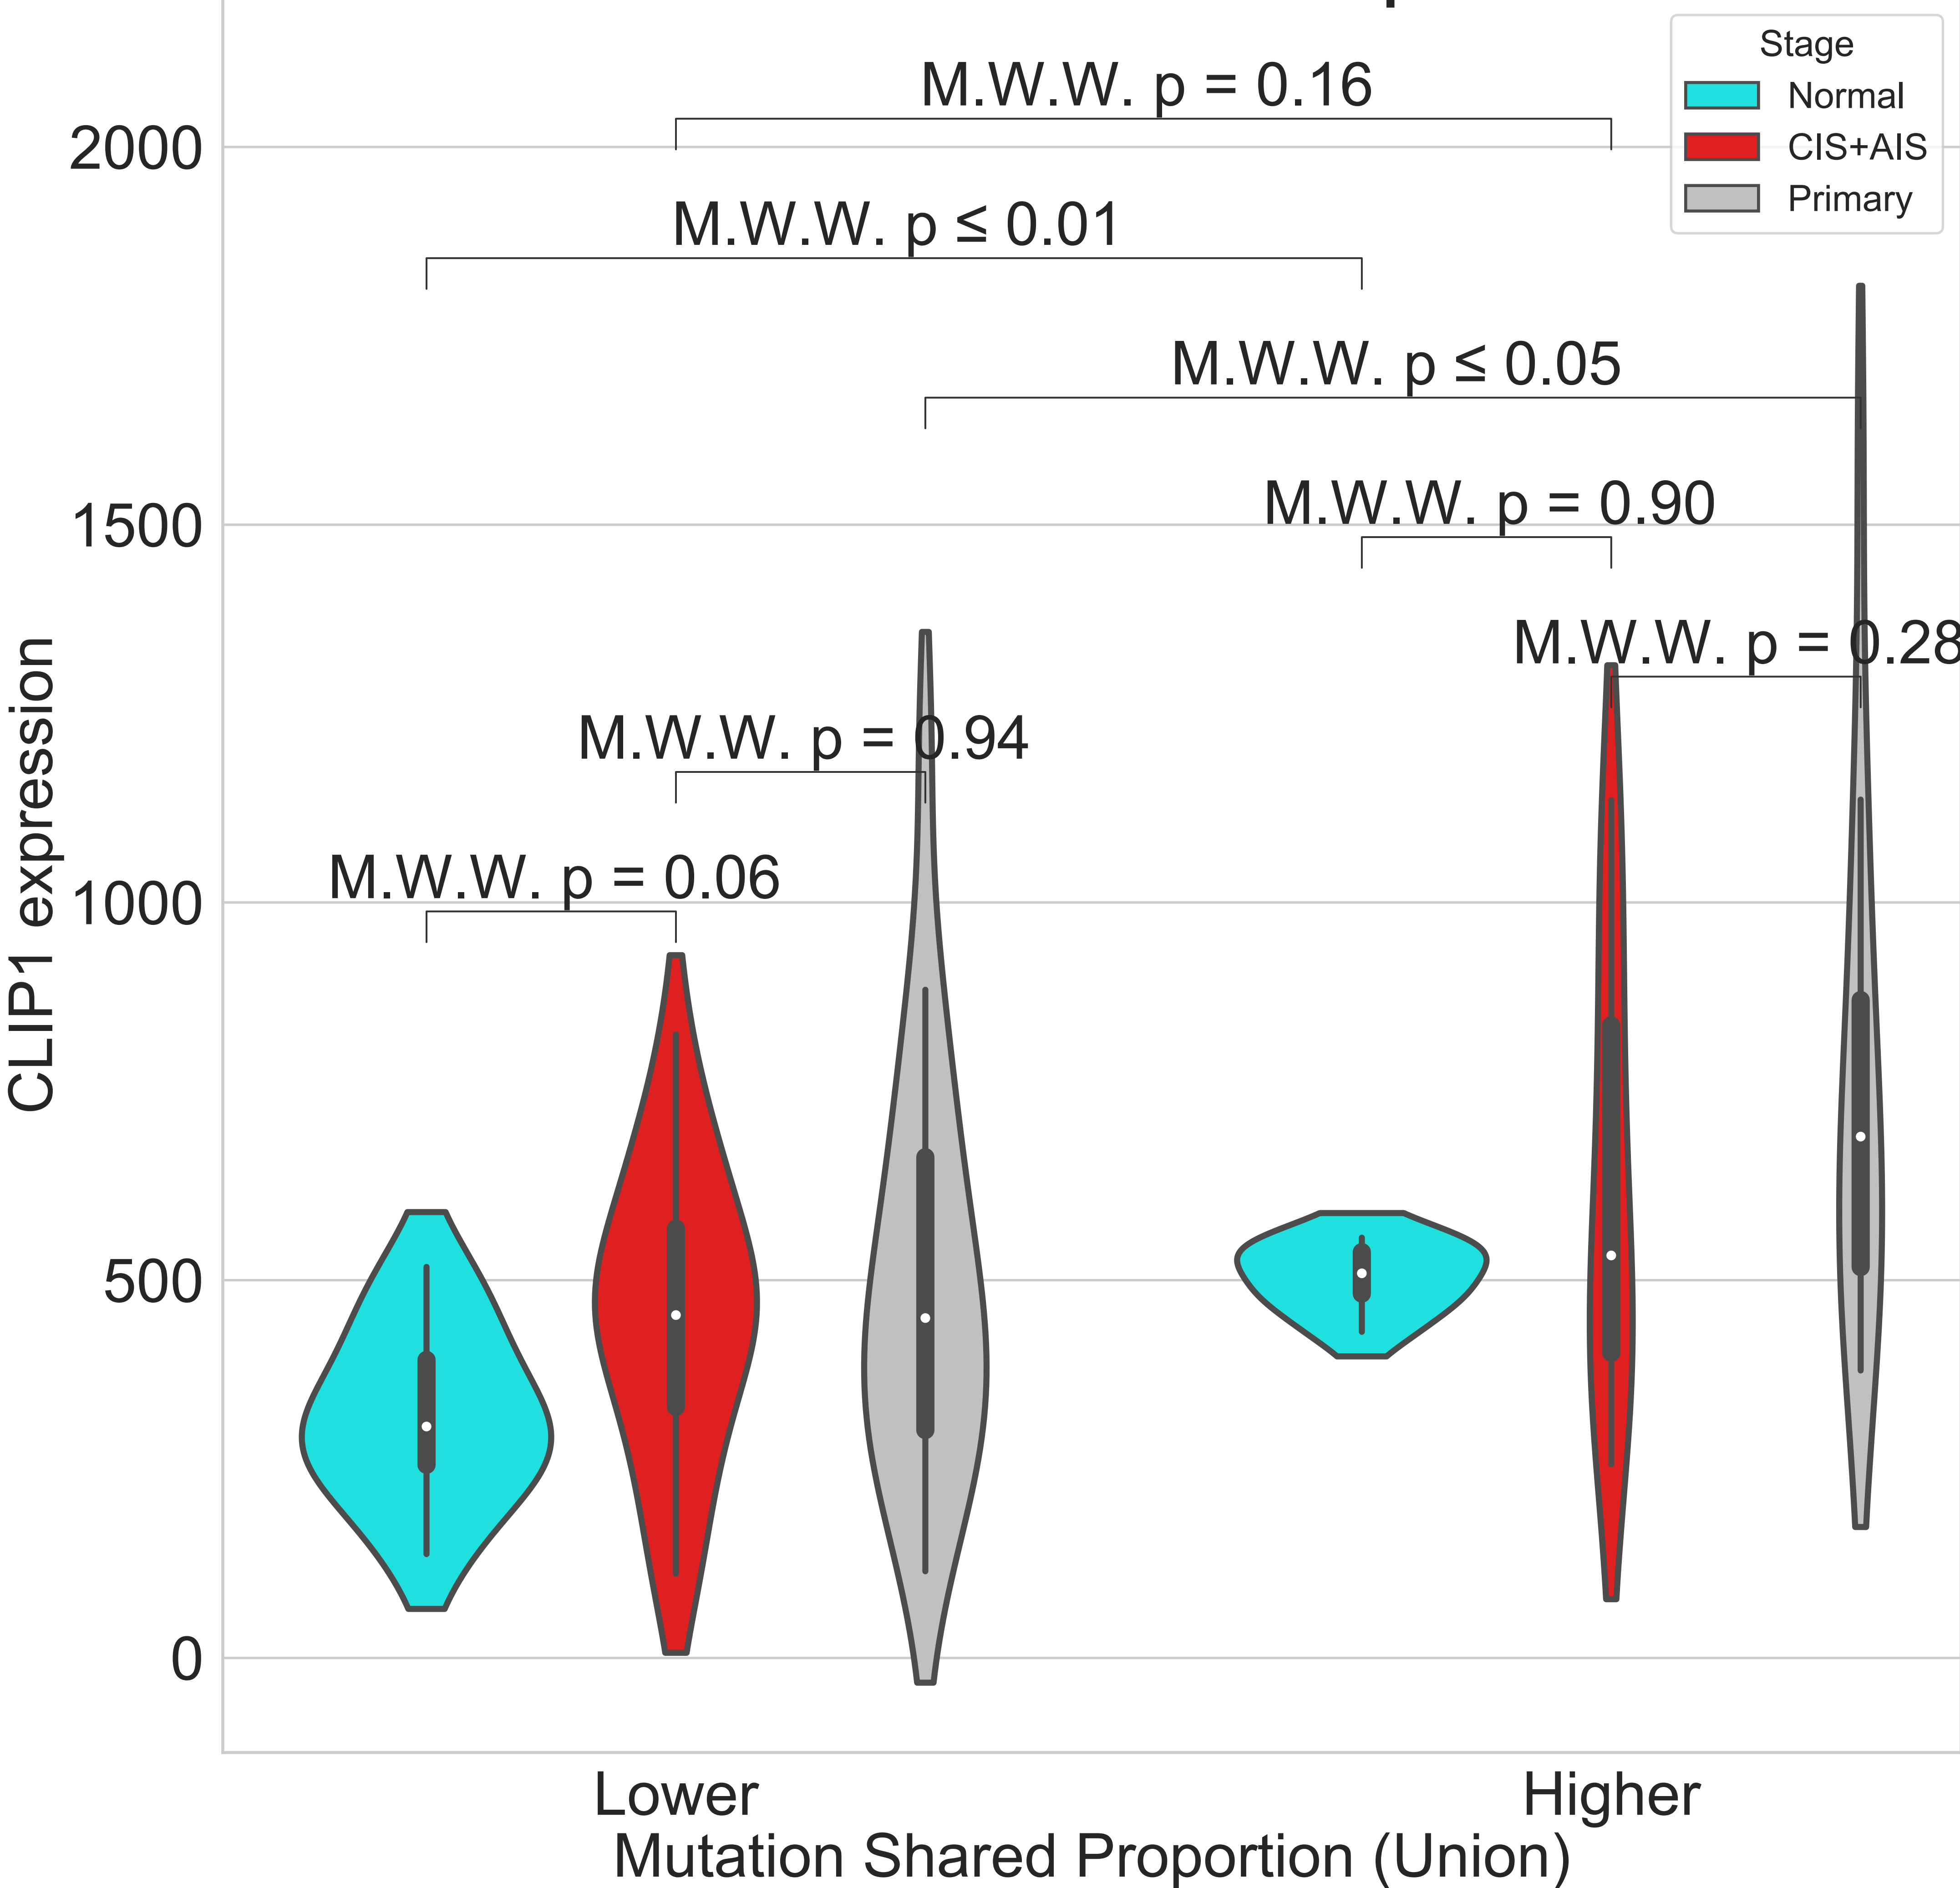 M.W.W. p = 0.16
Stage
Normal
CIS+AIS
Primary
2000
M.W.W. p ≤ 0.01
M.W.W. p ≤ 0.05
1500
M.W.W. p = 0.90
M.W.W. p = 0.28
M.W.W. p = 0.94
M.W.W. p = 0.06
1000
500
0
CLIP1 expression
Lower
Higher
Mutation Shared Proportion (Union)